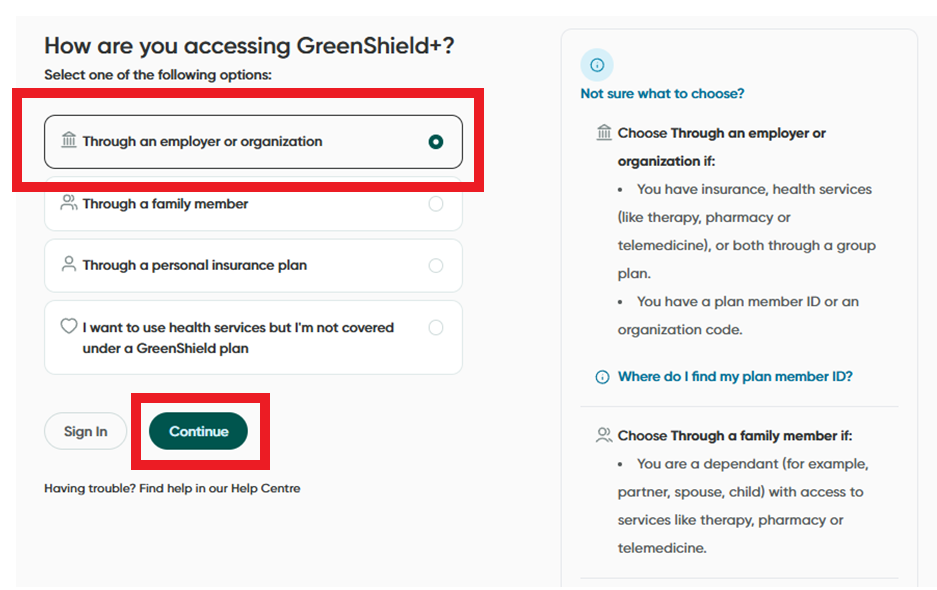 How are you accessing GreenShield+?
Select one of the following options:
Through an employer or organization
Through a family member
Through a personal insurance plan
I want to use health services but I'm not covered
under a GreenShield plan
Sign In
Continue
Having trouble? Find help in our Help Centre
Not sure what to choose?
Choose Through an employer or
organization if:
• You have insurance, health services
(like therapy, pharmacy or
telemedicine), or both through a group
plan.
• You have a plan member ID or an
organization code.
Where do I find my plan member ID?
Choose Through a family member if:
• You are a dependant (for example,
partner, spouse, child) with access to
services like therapy, pharmacy or
telemedicine.